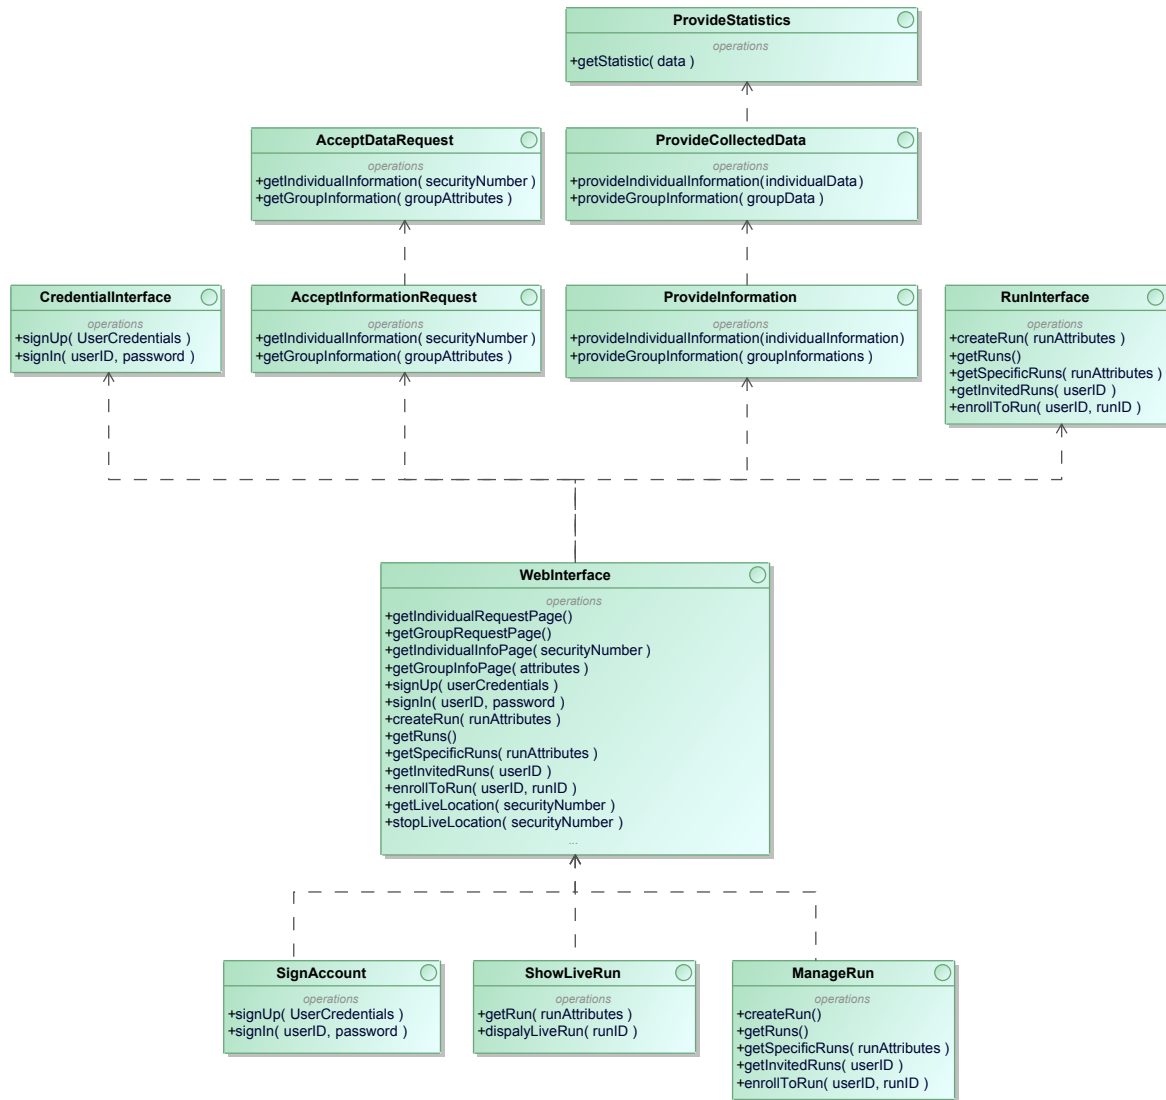 ProvideStatistics
operations
+getStatistic( data )
AcceptDataRequest
operations
+getIndividualInformation( securityNumber )
+getGroupInformation( groupAttributes )
ProvideCollectedData
operations
+provideIndividualInformation(individualData)
+provideGroupInformation( groupData )
CredentialInterface
operations
+signUp( UserCredentials )
+signIn( userID, password )
AcceptInformationRequest
operations
+getIndividualInformation( securityNumber )
+getGroupInformation( groupAttributes )
ProvideInformation
operations
+provideIndividualInformation( individualInformation)
+provideGroupInformation( groupInformations )
RunInterface
operations
+createRun( runAttributes )
+getRuns()
+getSpecificRuns( runAttributes )
+getInvitedRuns( userID )
+enrollToRun( userID, runID )
WebInterface
operations
+getIndividualRequestPage()
+getGroupRequestPage()
+getIndividualInfoPage( securityNumber )
+getGroupInfoPage( attributes )
+signUp( userCredentials )
+signIn( userID, password )
+createRun( runAttributes )
+getRuns()
+getSpecificRuns( runAttributes )
+getInvitedRuns( userID )
+enrollToRun( userID, runID )
+getLiveLocation( securityNumber )
+stopLiveLocation( securityNumber )
...
SignAccount
operations
+signUp( UserCredentials )
+signIn( userID, password )
ShowLiveRun
operations
+getRun( runAttributes )
+dispalyLiveRun( runID )
ManageRun
operations
+createRun()
+getRuns()
+getSpecificRuns( runAttributes )
+getInvitedRuns( userID )
+enrollToRun( userID, runID )